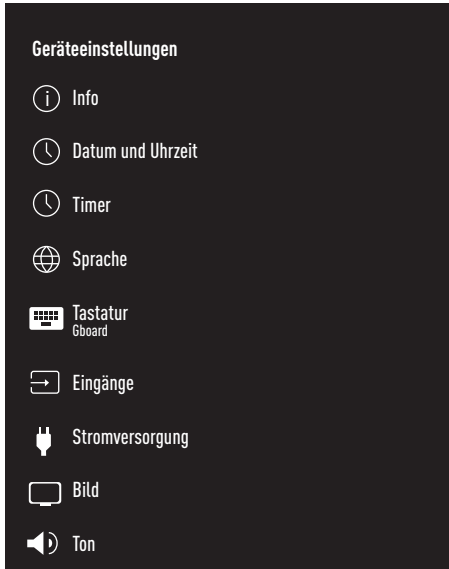 Geräteeinstellungen
Info
Datum und Uhrzeit
Timer
Sprache
Tastatur
Gboard
Eingänge
Stromversorgung
Bild
Ton